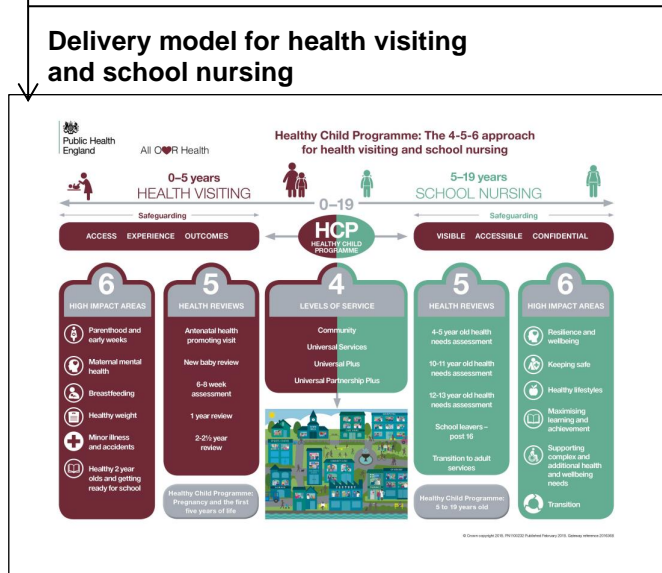 Delivery model for health visiting
and school nursing
Public Health
England
All O♥R Health
Healthy Child Programme: The 4-5-6 approach
for health visiting and school nursing
0–5 years
HEALTH VISITING
0–19
5–19 years
SCHOOL NURSING
Safeguarding
ACCESS EXPERIENCE OUTCOMES
HCP
HEALTHY CHILD
PROGRAMME
Safeguarding
VISIBLE ACCESSIBLE CONFIDENTIAL
6
HIGH IMPACT AREAS
Parenthood and
early weeks
Maternal mental
health
Breastfeeding
Healthy weight
Minor illness
and accidents
Healthy 2 year
olds and getting
ready for school
5
HEALTH REVIEWS
Antenatal health
promoting visit
New baby review
6-8 week
assessment
1 year review
2-2½ year
review
Healthy Child Programme:
Pregnancy and the first
five years of life
4
LEVELS OF SERVICE
Community
Universal Services
Universal Plus
Universal Partnership Plus
5
HEALTH REVIEWS
4-5 year old health
needs assessment
10-11 year old health
needs assessment
12-13 year old health
needs assessment
School leavers –
post 16
Transition to adult
services
Healthy Child Programme:
5 to 19 years old
6
HIGH IMPACT AREAS
Resilience and
wellbeing
Keeping safe
Healthy lifestyles
Maximising
learning and
achievement
Supporting
complex and
additional health
and wellbeing
needs
Transition